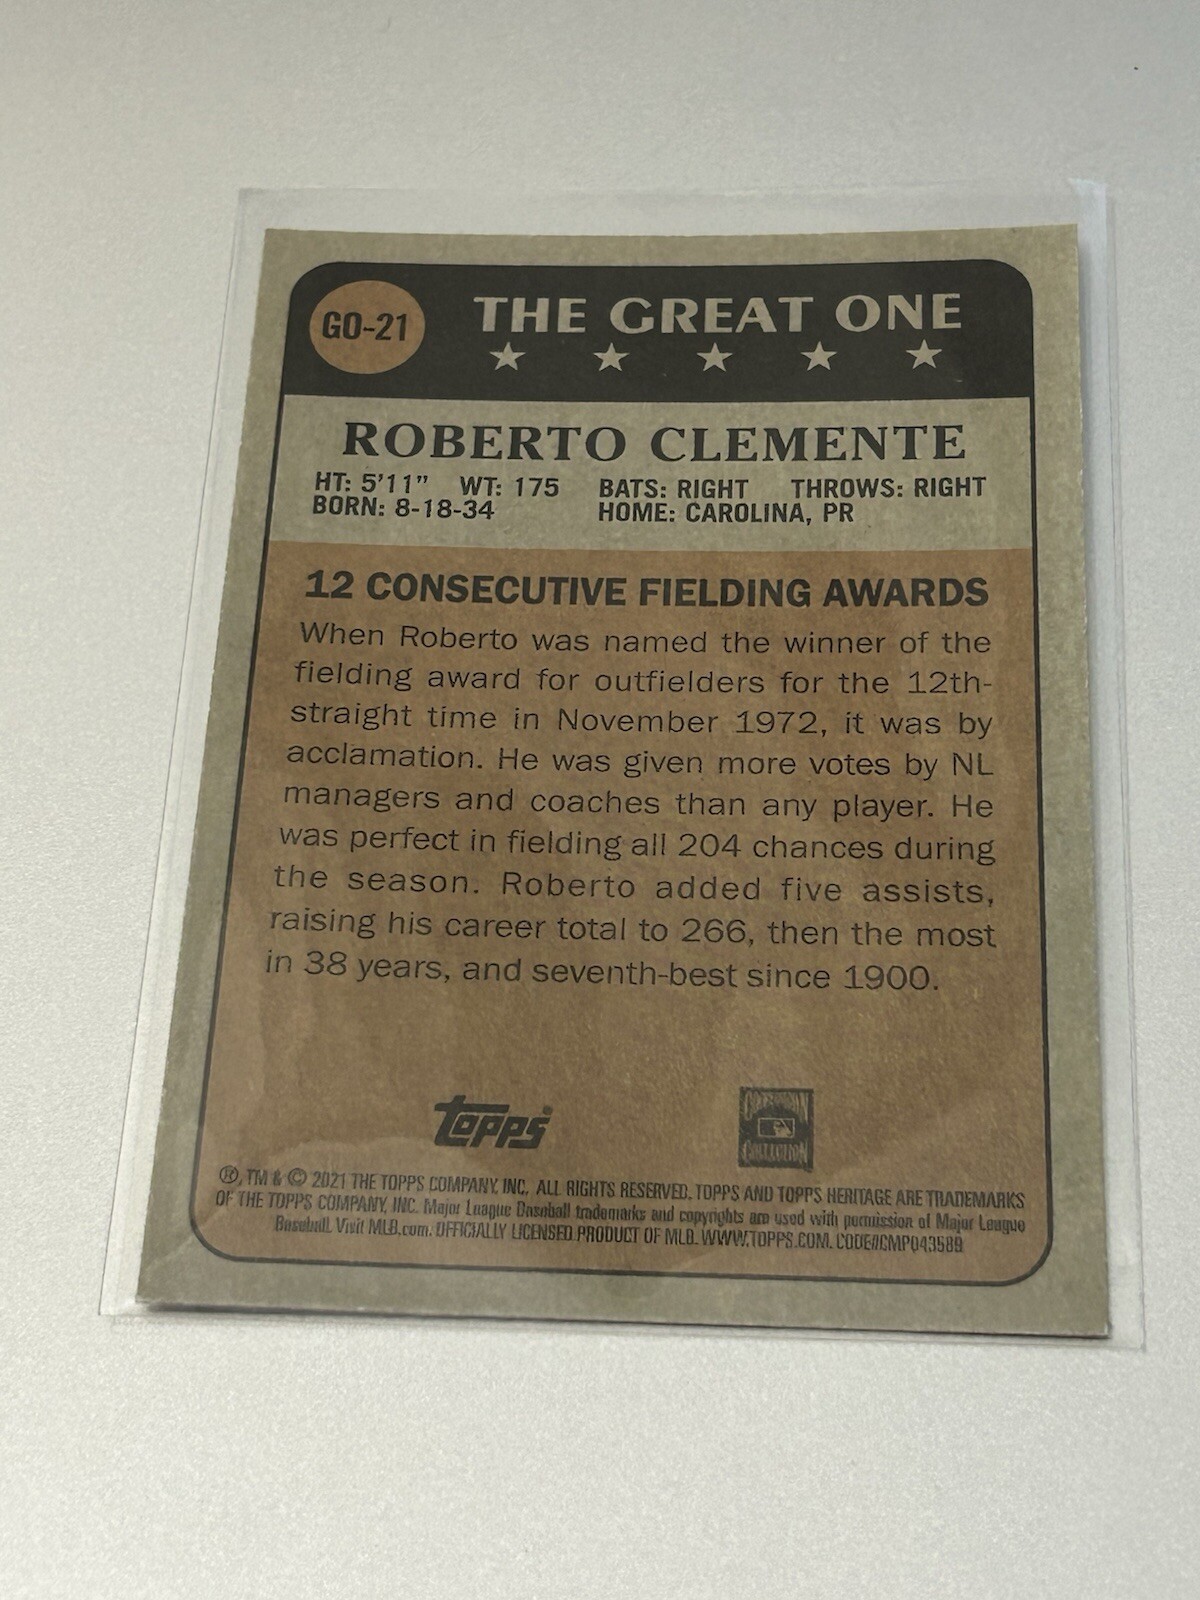 GO-21
THE GREAT ONE
ROBERTO CLEMENTE
HT: 5'11" WT: 175 BATS: RIGHT THROWS: RIGHT
BORN: 8-18-34 HOME: CAROLINA, PR
12 CONSECUTIVE FIELDING AWARDS
When Roberto was named the winner of the
fielding award for outfielders for the 12th-
straight time in November 1972, it was by
acclamation. He was given more votes by NL
managers and coaches than any player. He
was perfect in fielding all 204 chances during
the season. Roberto added five assists,
raising his career total to 266, then the most
in 38 years, and seventh-best since 1900.
Topps®
COOPERSTOWN
COLLECTION
®, TM & © 2021 THE TOPPS COMPANY, INC. ALL RIGHTS RESERVED. TOPPS AND TOPPS HERITAGE ARE TRADEMARKS
OF THE TOPPS COMPANY, INC. Major League Baseball trademarks and copyrights are used with permission of Major League
Baseball. Visit MLB.com. OFFICIALLY LICENSED PRODUCT OF MLB. WWW.TOPPS.COM. CODE#CMP043589